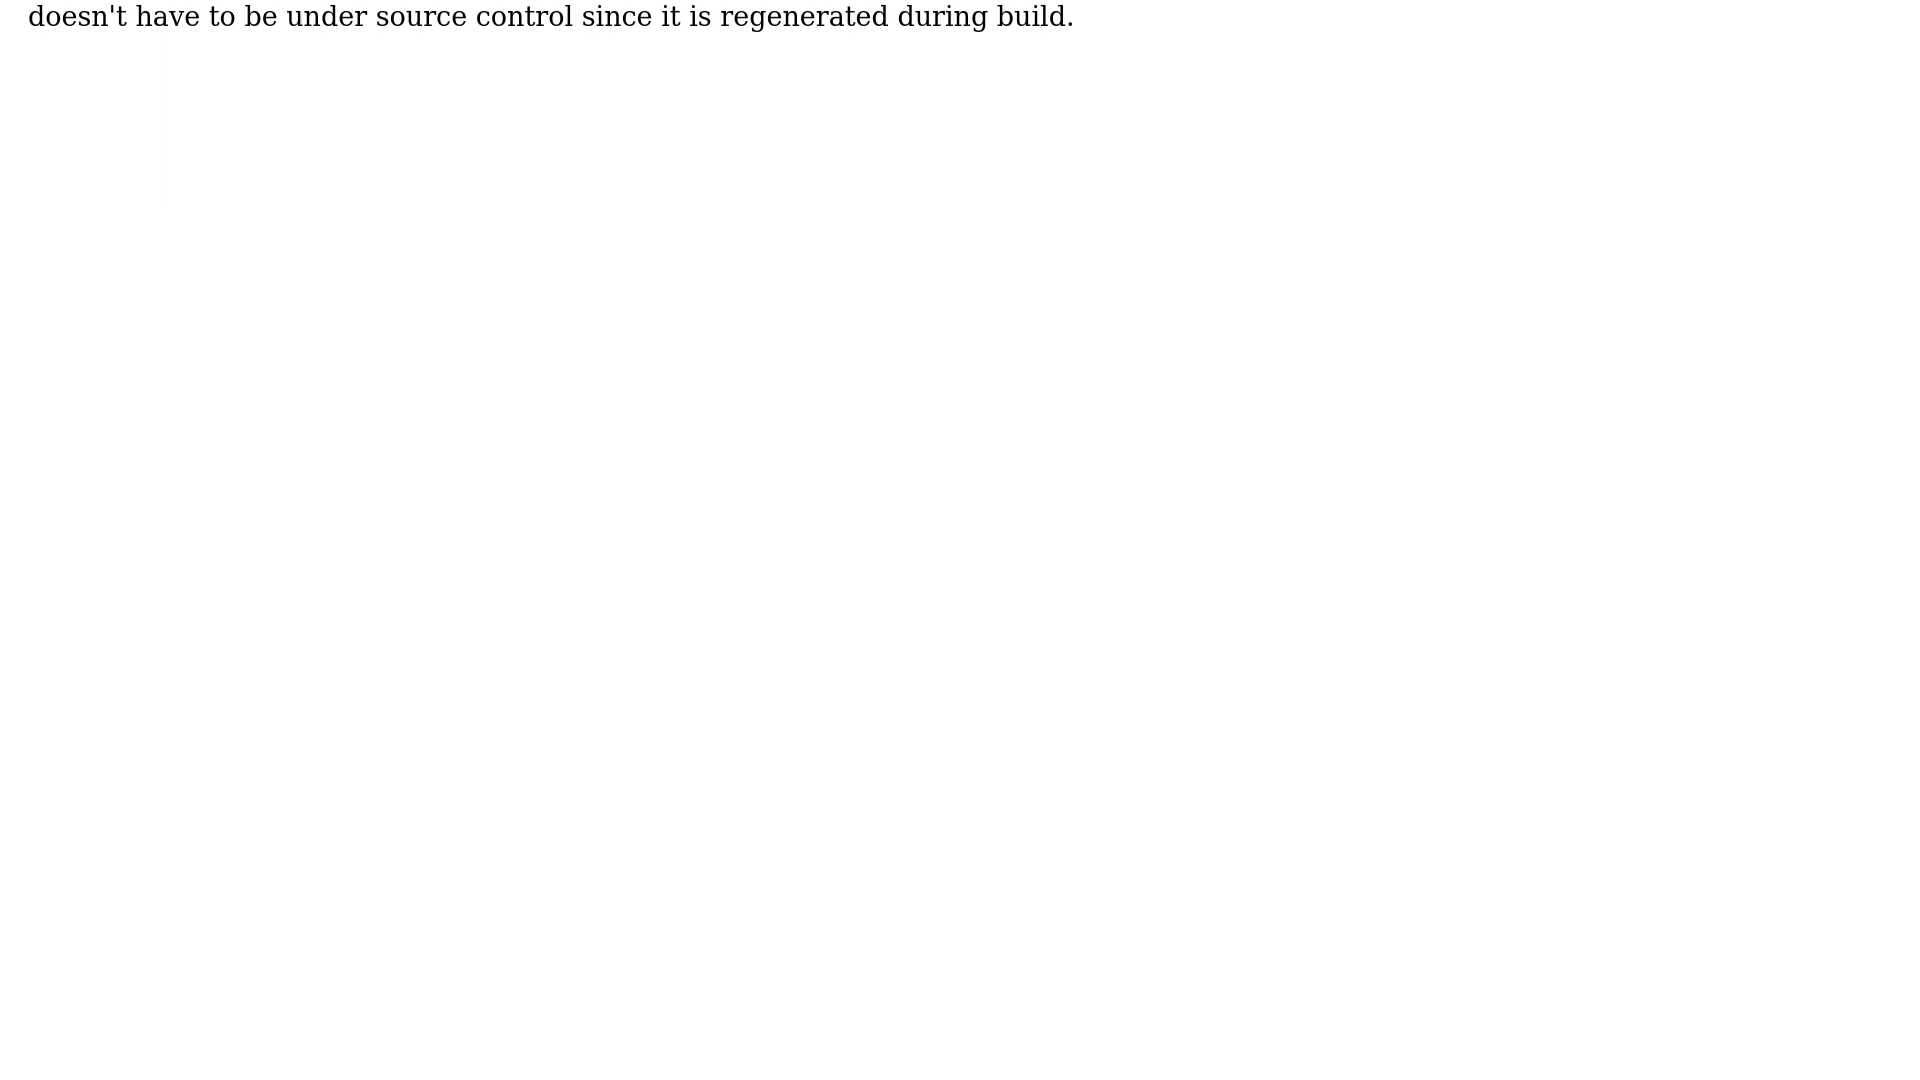 doesn't have to be under source control since it is regenerated during build.